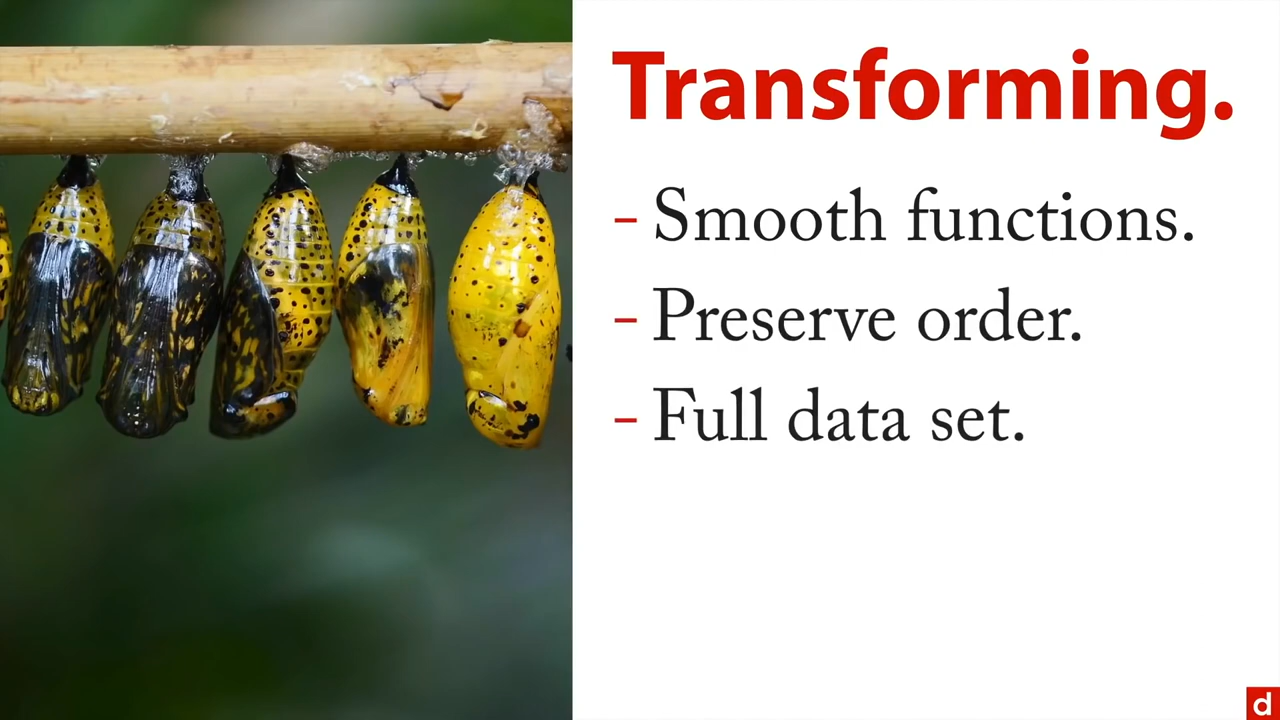 Transforming.
- Smooth functions.
- Preserve order.
- Full data set.
d